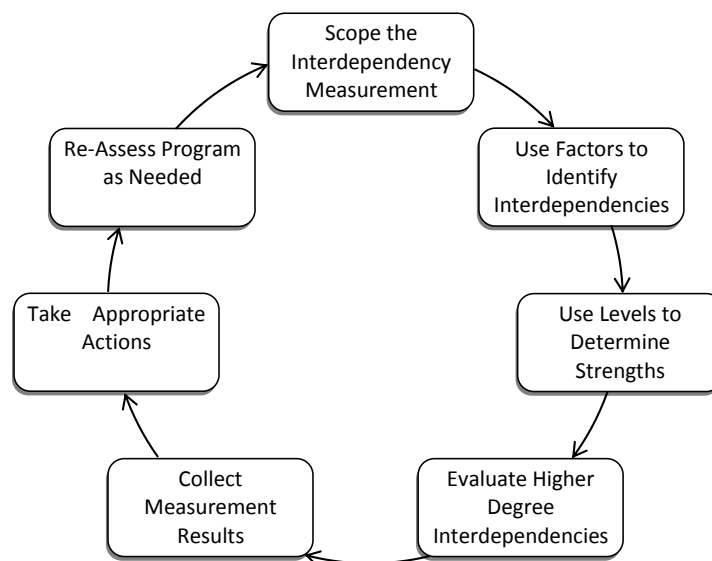 Scope the
Interdependency
Measurement
Use Factors to
Identify
Interdependencies
Use Levels to
Determine
Strengths
Evaluate Higher
Degree
Interdependencies
Collect
Measurement
Results
Take Appropriate
Actions
Re-Assess Program
as Needed